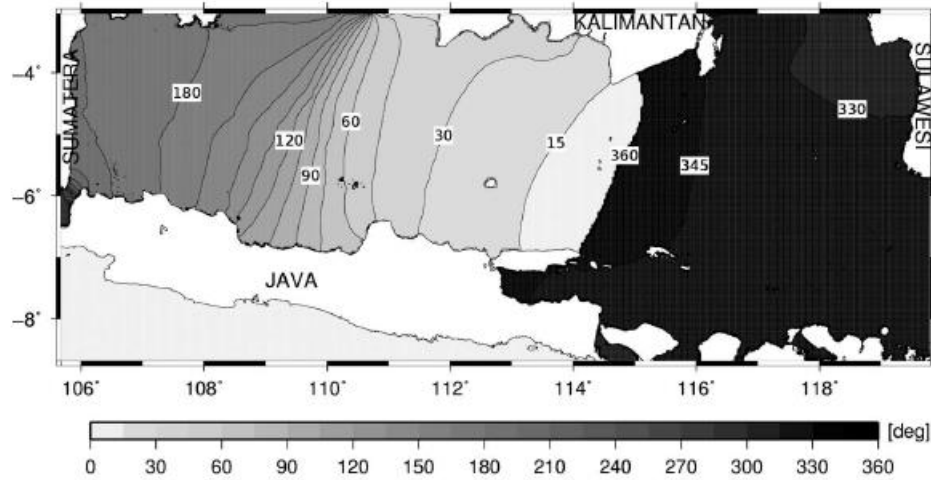 KALIMANTAN
SUMATERA
SULAWESI
−4°
−6°
−8°
180
120
90
60
30
15
360
345
330
JAVA
106° 108° 110° 112° 114° 116° 118°
[deg]
0 30 60 90 120 150 180 210 240 270 300 330 360